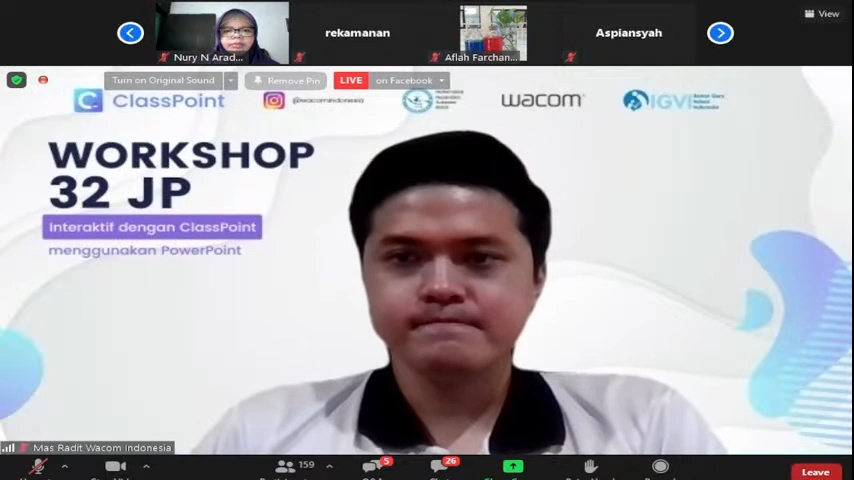 View
Nury N Arad...
rekamanan
Aflah Farchan...
Aspiansyah
Turn on Original Sound
Remove Pin
LIVE on Facebook
ClassPoint
@wacomindonesia
wacom
IGVI
WORKSHOP
32 JP
Interaktif dengan ClassPoint
menggunakan PowerPoint
Mas Radit Wacom Indonesia
159
5
26
Leave